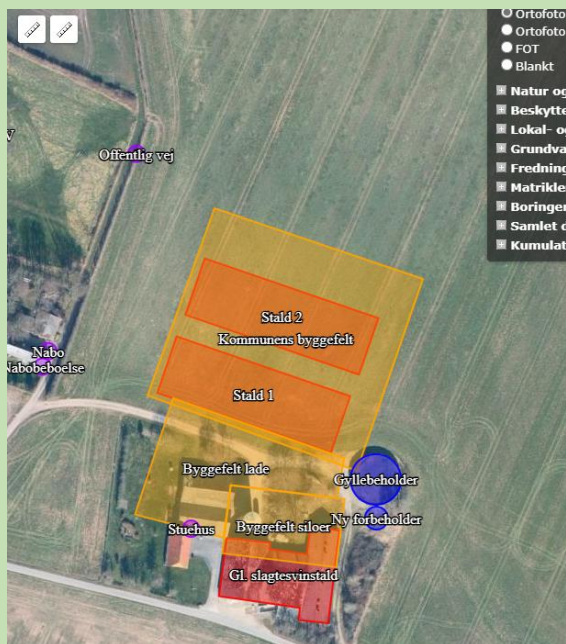 Ortofoto
Ortofoto
FOT
Blankt
Natur og
Beskytte
Lokal- og
Grundva
Fredning
Matrikle
Boringer
Samlet d
Kumulat
V
Offentlig vej
Stald 2
Kommunens byggefelt
Nabo
Nabobeboelse
Stald 1
Byggefelt lade
Gyllebeholder
Ny forbeholder
Stuehus
Byggefelt siloer
Gl. slagtesvinstald